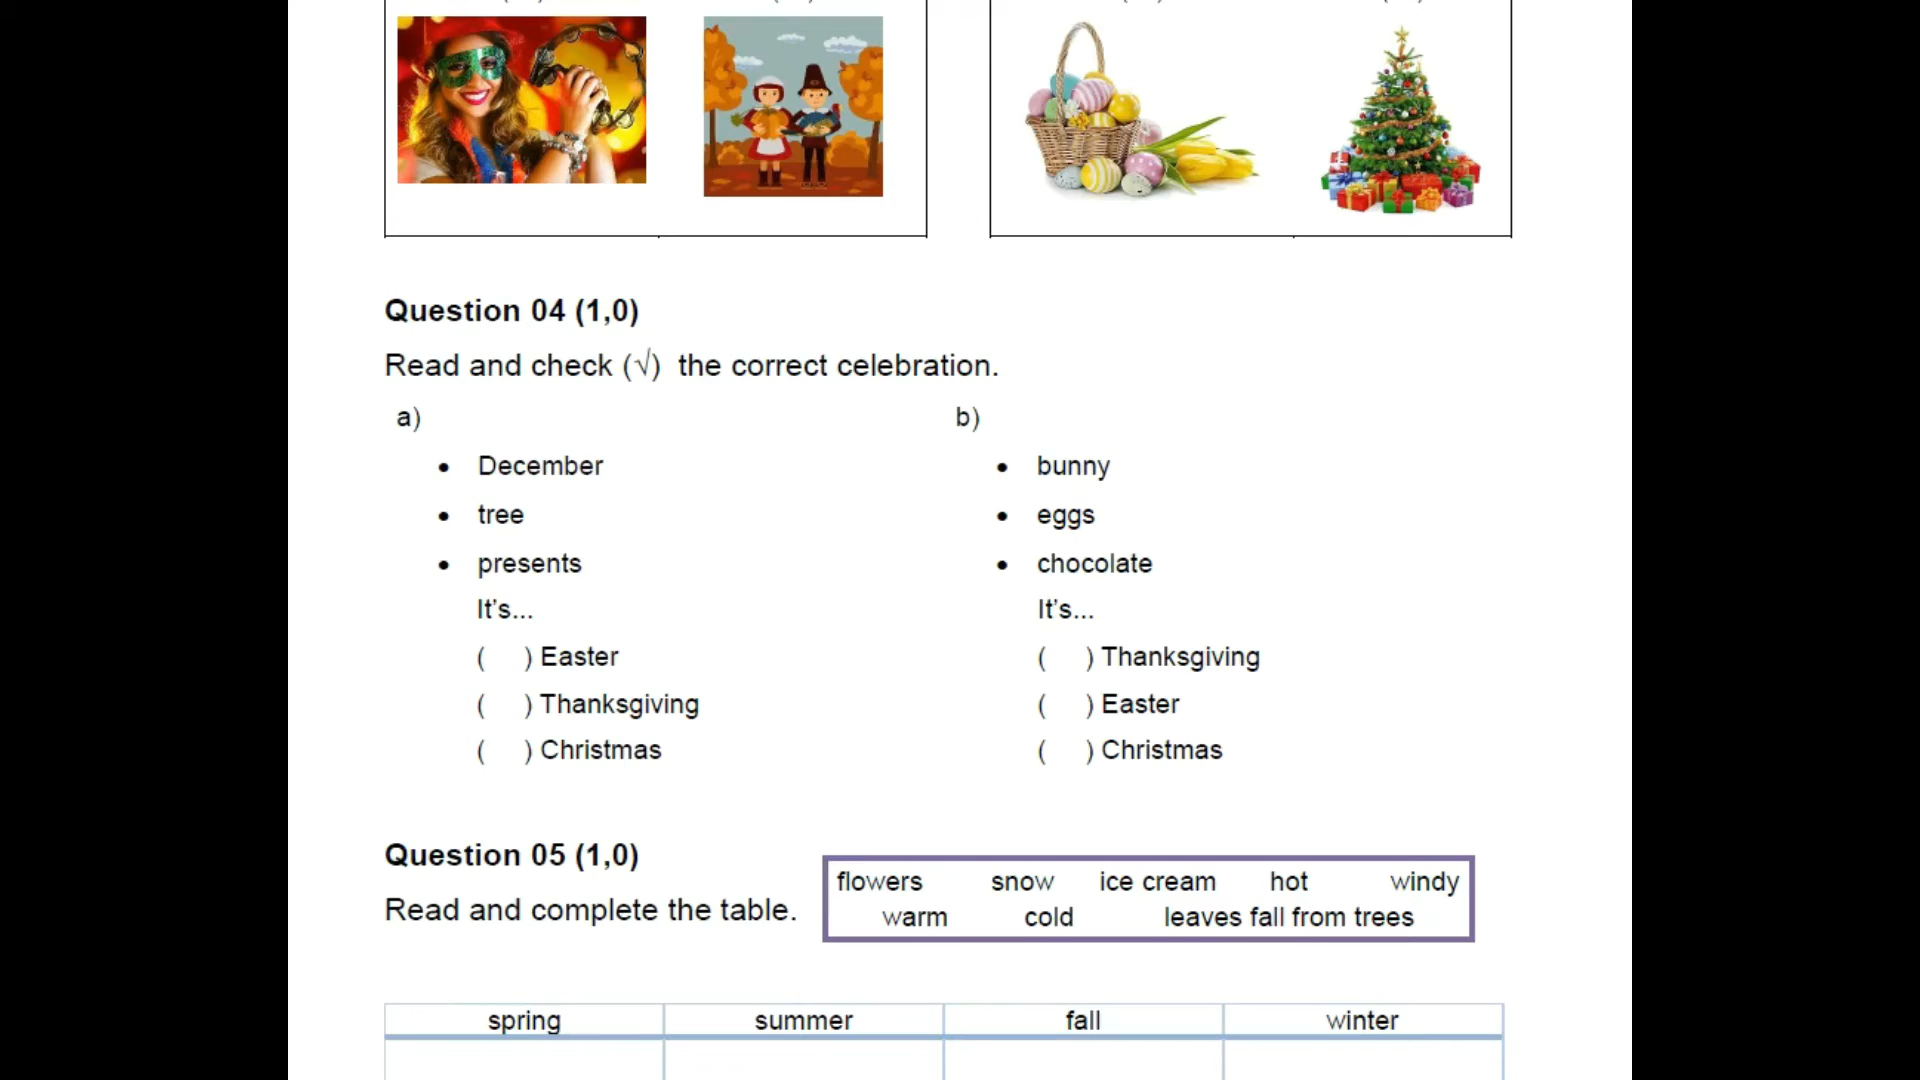 Question 04 (1,0)
Read and check (√) the correct celebration.
a)
• December
• tree
• presents
It's...
( ) Easter
( ) Thanksgiving
( ) Christmas
b)
• bunny
• eggs
• chocolate
It's...
( ) Thanksgiving
( ) Easter
( ) Christmas
Question 05 (1,0)
Read and complete the table.
flowers snow ice cream hot windy
warm cold leaves fall from trees
spring summer fall winter